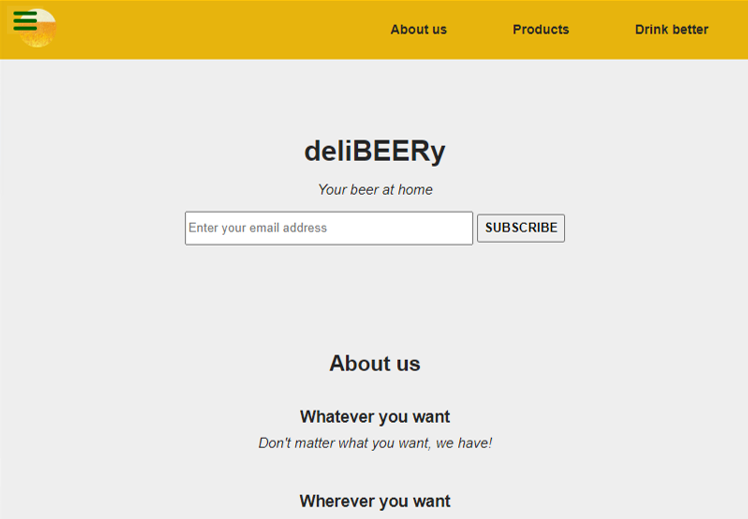 About us Products Drink better
deliBEERy
Your beer at home
Enter your email address SUBSCRIBE
About us
Whatever you want
Don't matter what you want, we have!
Wherever you want